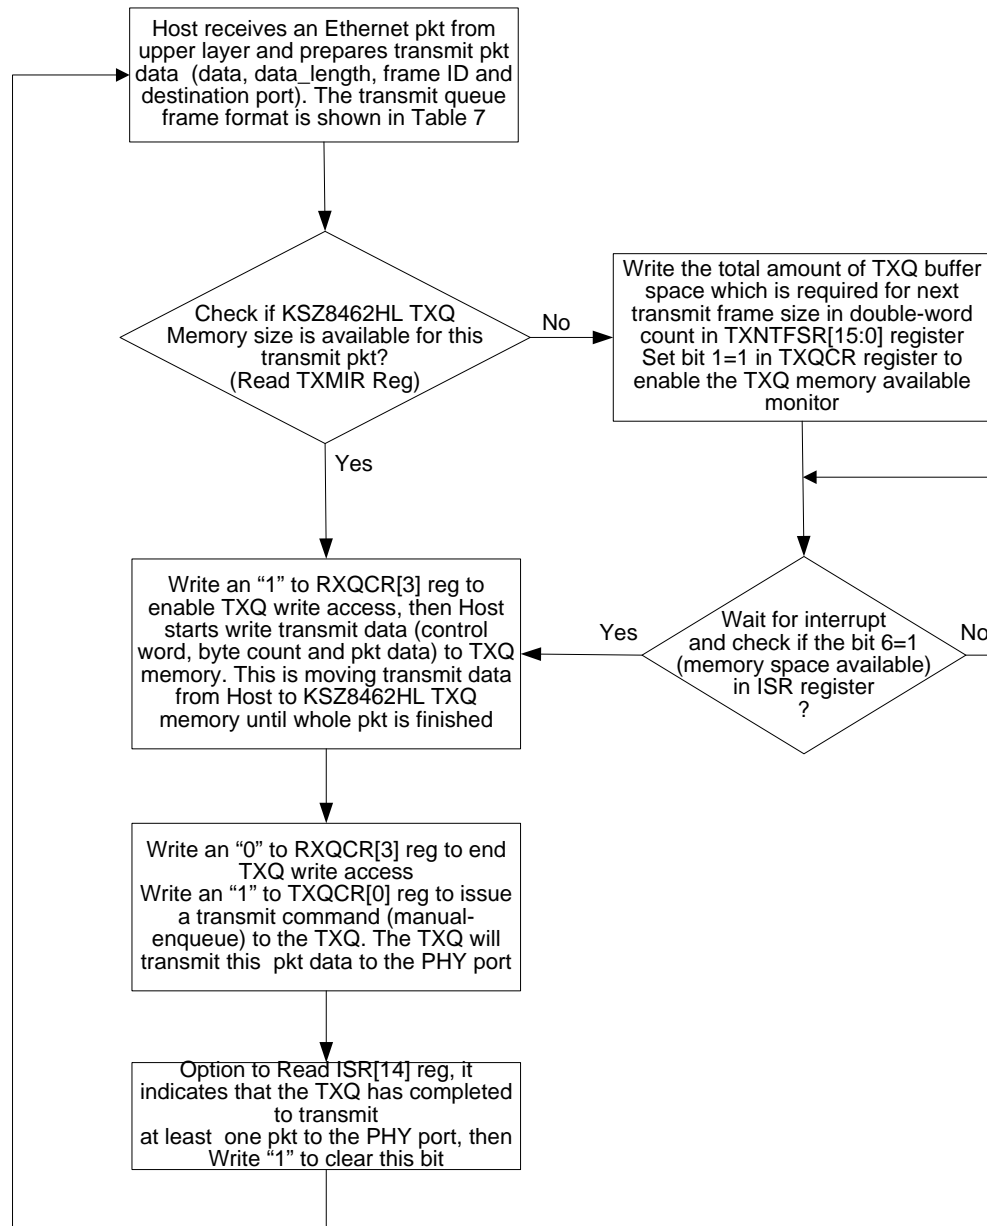 Host receives an Ethernet pkt from
upper layer and prepares transmit pkt
data (data, data_length, frame ID and
destination port). The transmit queue
frame format is shown in Table 7
Check if KSZ8462HL TXQ
Memory size is available for this
transmit pkt?
(Read TXMIR Reg)
No
Write the total amount of TXQ buffer
space which is required for next
transmit frame size in double-word
count in TXNTFSR[15:0] register
Set bit 1=1 in TXQCR register to
enable the TXQ memory available
monitor
Yes
Write an “1” to RXQCR[3] reg to
enable TXQ write access, then Host
starts write transmit data (control
word, byte count and pkt data) to TXQ
memory. This is moving transmit data
from Host to KSZ8462HL TXQ
memory until whole pkt is finished
Yes
Wait for interrupt
and check if the bit 6=1
(memory space available)
in ISR register
?
No
Write an “0” to RXQCR[3] reg to end
TXQ write access
Write an “1” to TXQCR[0] reg to issue
a transmit command (manual-
enqueue) to the TXQ. The TXQ will
transmit this pkt data to the PHY port
Option to Read ISR[14] reg, it
indicates that the TXQ has completed
to transmit
at least one pkt to the PHY port, then
Write “1” to clear this bit